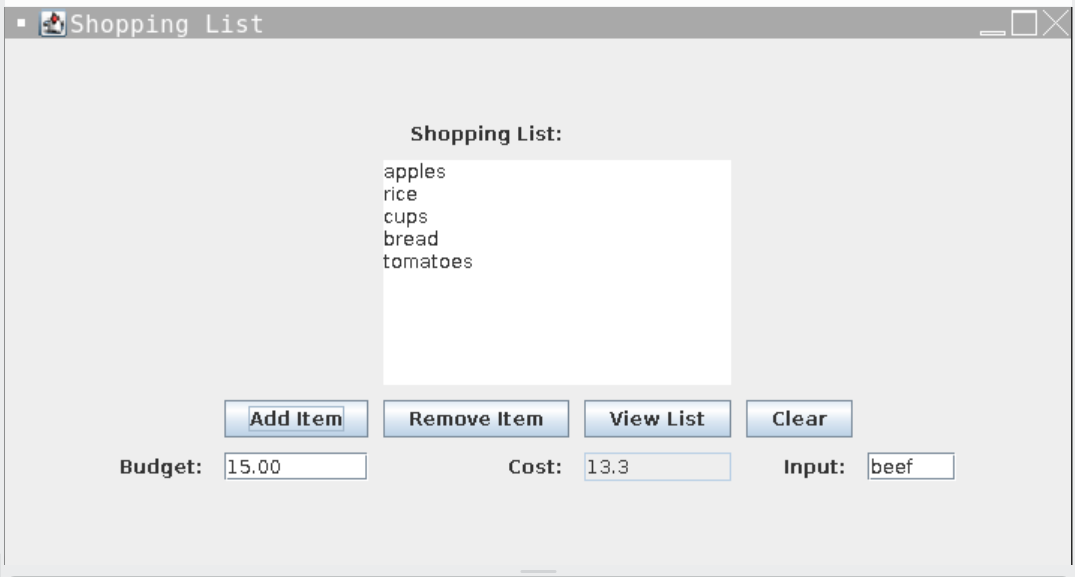 Shopping List
Shopping List:
apples
rice
cups
bread
tomatoes
Add Item Remove Item View List Clear
Budget: 15.00 Cost: 13.3 Input: beef